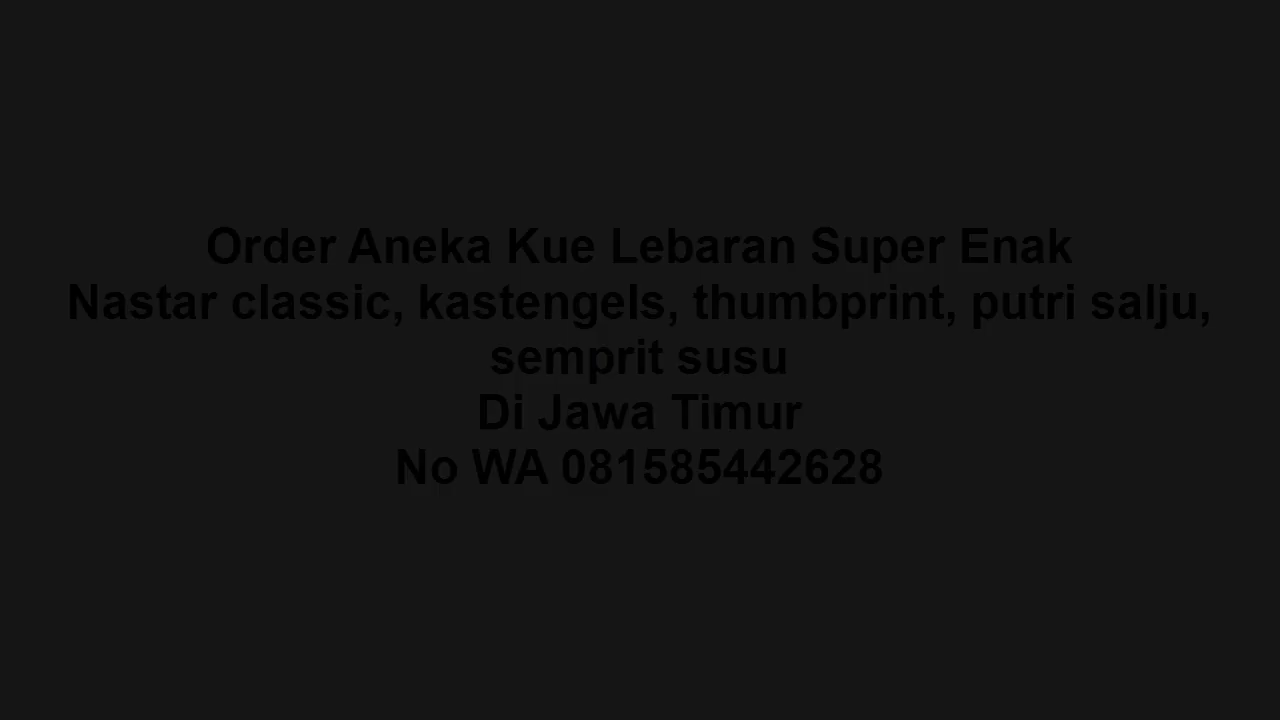 Order Aneka Kue Lebaran Super Enak
Nastar classic, kastengels, thumbprint, putri salju,
semprit susu
Di Jawa Timur
No WA 081585442628